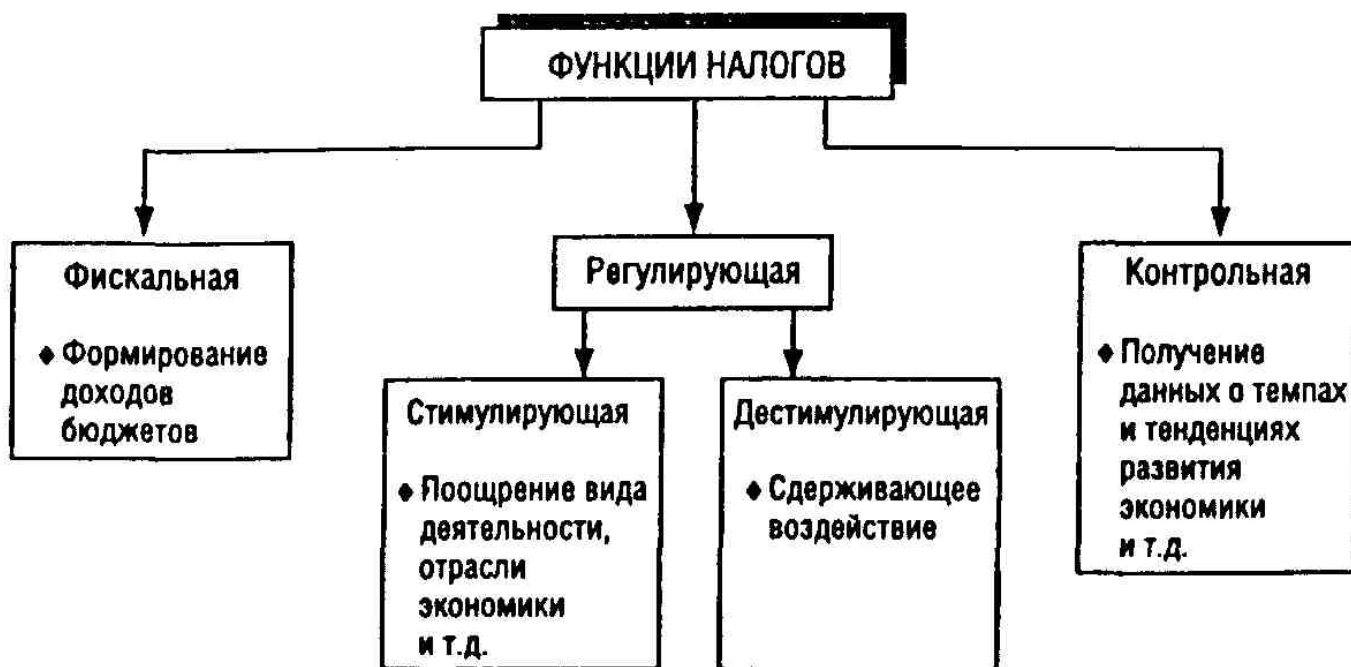 ФУНКЦИИ НАЛОГОВ
Фискальная
♦ Формирование
доходов
бюджетов
Регулирующая
Стимулирующая
♦ Поощрение вида
деятельности,
отрасли
экономики
и т.д.
Дестимулирующая
♦ Сдерживающее
воздействие
Контрольная
♦ Получение
данных о темпах
и тенденциях
развития
экономики
и т.д.